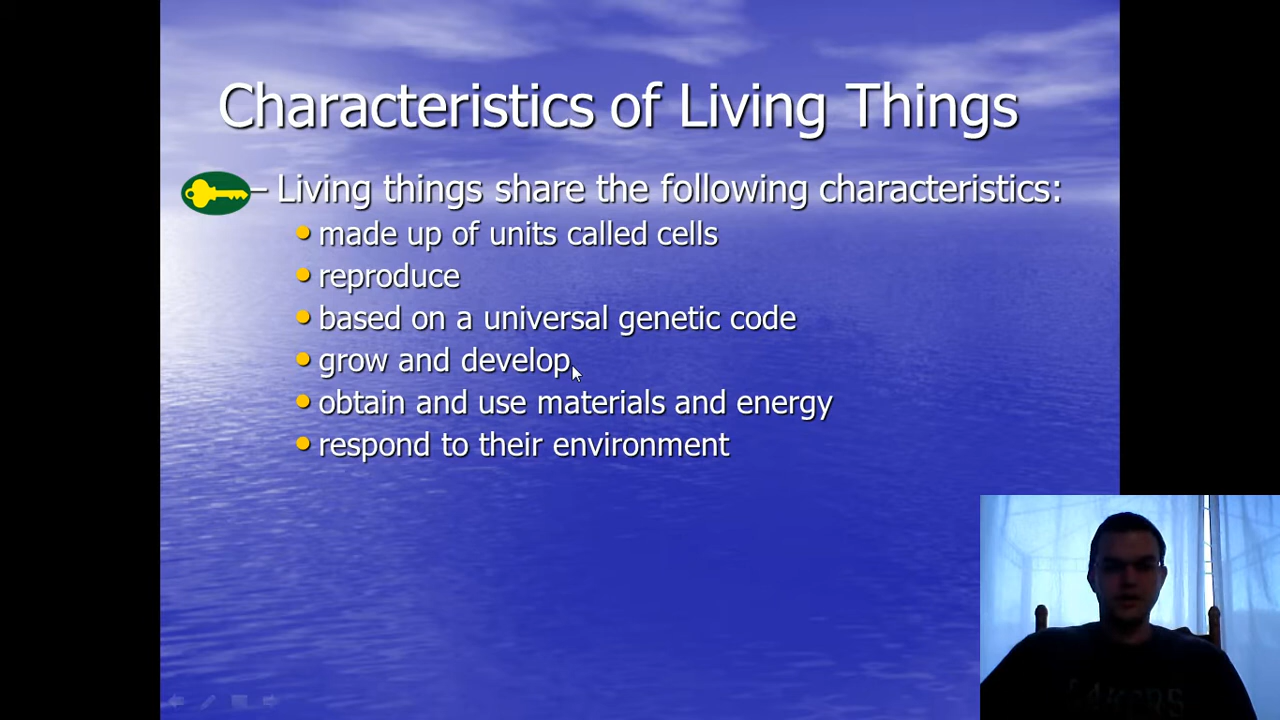 Characteristics of Living Things
– Living things share the following characteristics:
• made up of units called cells
• reproduce
• based on a universal genetic code
• grow and develop
• obtain and use materials and energy
• respond to their environment